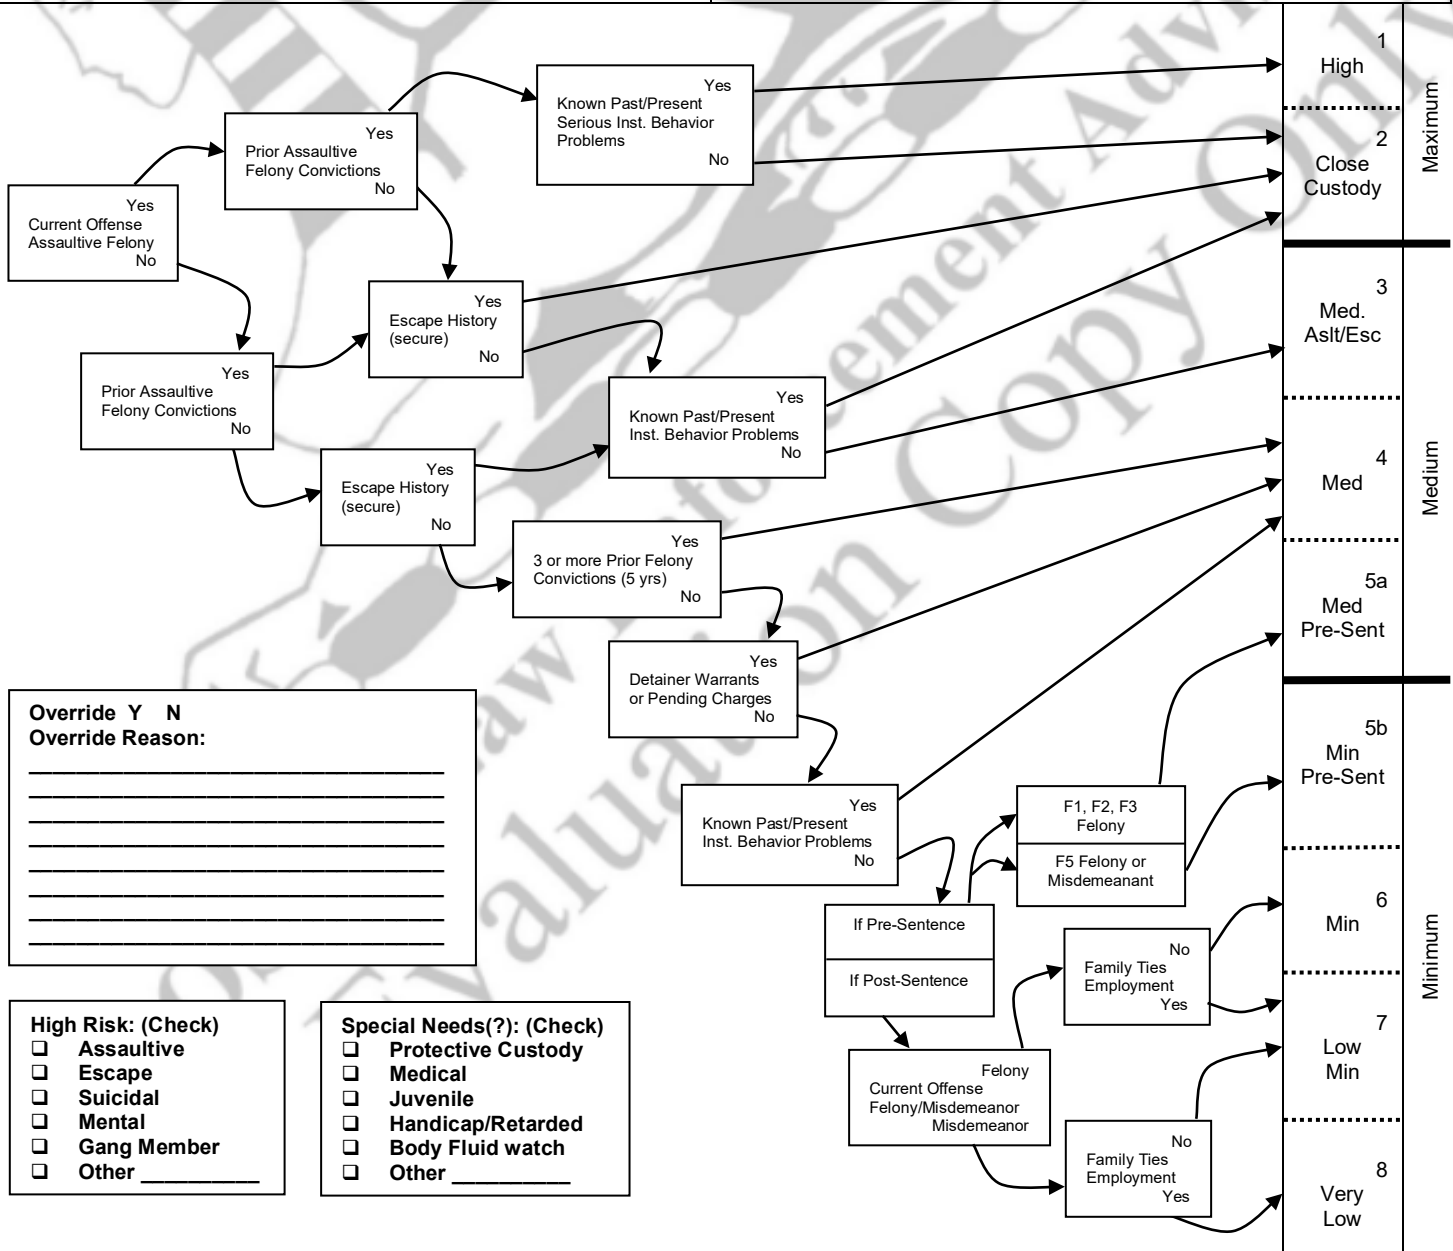 1
High
Maximum
2
Close
Custody
3
Med.
Aslt/Esc
Medium
4
Med
5a
Med
Pre-Sent
5b
Min
Pre-Sent
6
Min
Minimum
7
Low
Min
8
Very
Low
Yes
Known Past/Present
Serious Inst. Behavior
Problems
No
Yes
Prior Assaultive
Felony Convictions
No
Yes
Current Offense
Assaultive Felony
No
Yes
Escape History
(secure)
No
Yes
Prior Assaultive
Felony Convictions
No
Yes
Known Past/Present
Inst. Behavior Problems
No
Yes
Escape History
(secure)
No
Yes
3 or more Prior Felony
Convictions (5 yrs)
No
Yes
Detainer Warrants
or Pending Charges
No
Yes
Known Past/Present
Inst. Behavior Problems
No
F1, F2, F3
Felony
F5 Felony or
Misdemeanant
If Pre-Sentence
If Post-Sentence
No
Family Ties
Employment
Yes
Felony
Current Offense
Felony/Misdemeanor
Misdemeanor
No
Family Ties
Employment
Yes
Override Y N
Override Reason:
High Risk: (Check)
❑ Assaultive
❑ Escape
❑ Suicidal
❑ Mental
❑ Gang Member
❑ Other __________
Special Needs(?): (Check)
❑ Protective Custody
❑ Medical
❑ Juvenile
❑ Handicap/Retarded
❑ Body Fluid watch
❑ Other __________
Evaluation Copy Only